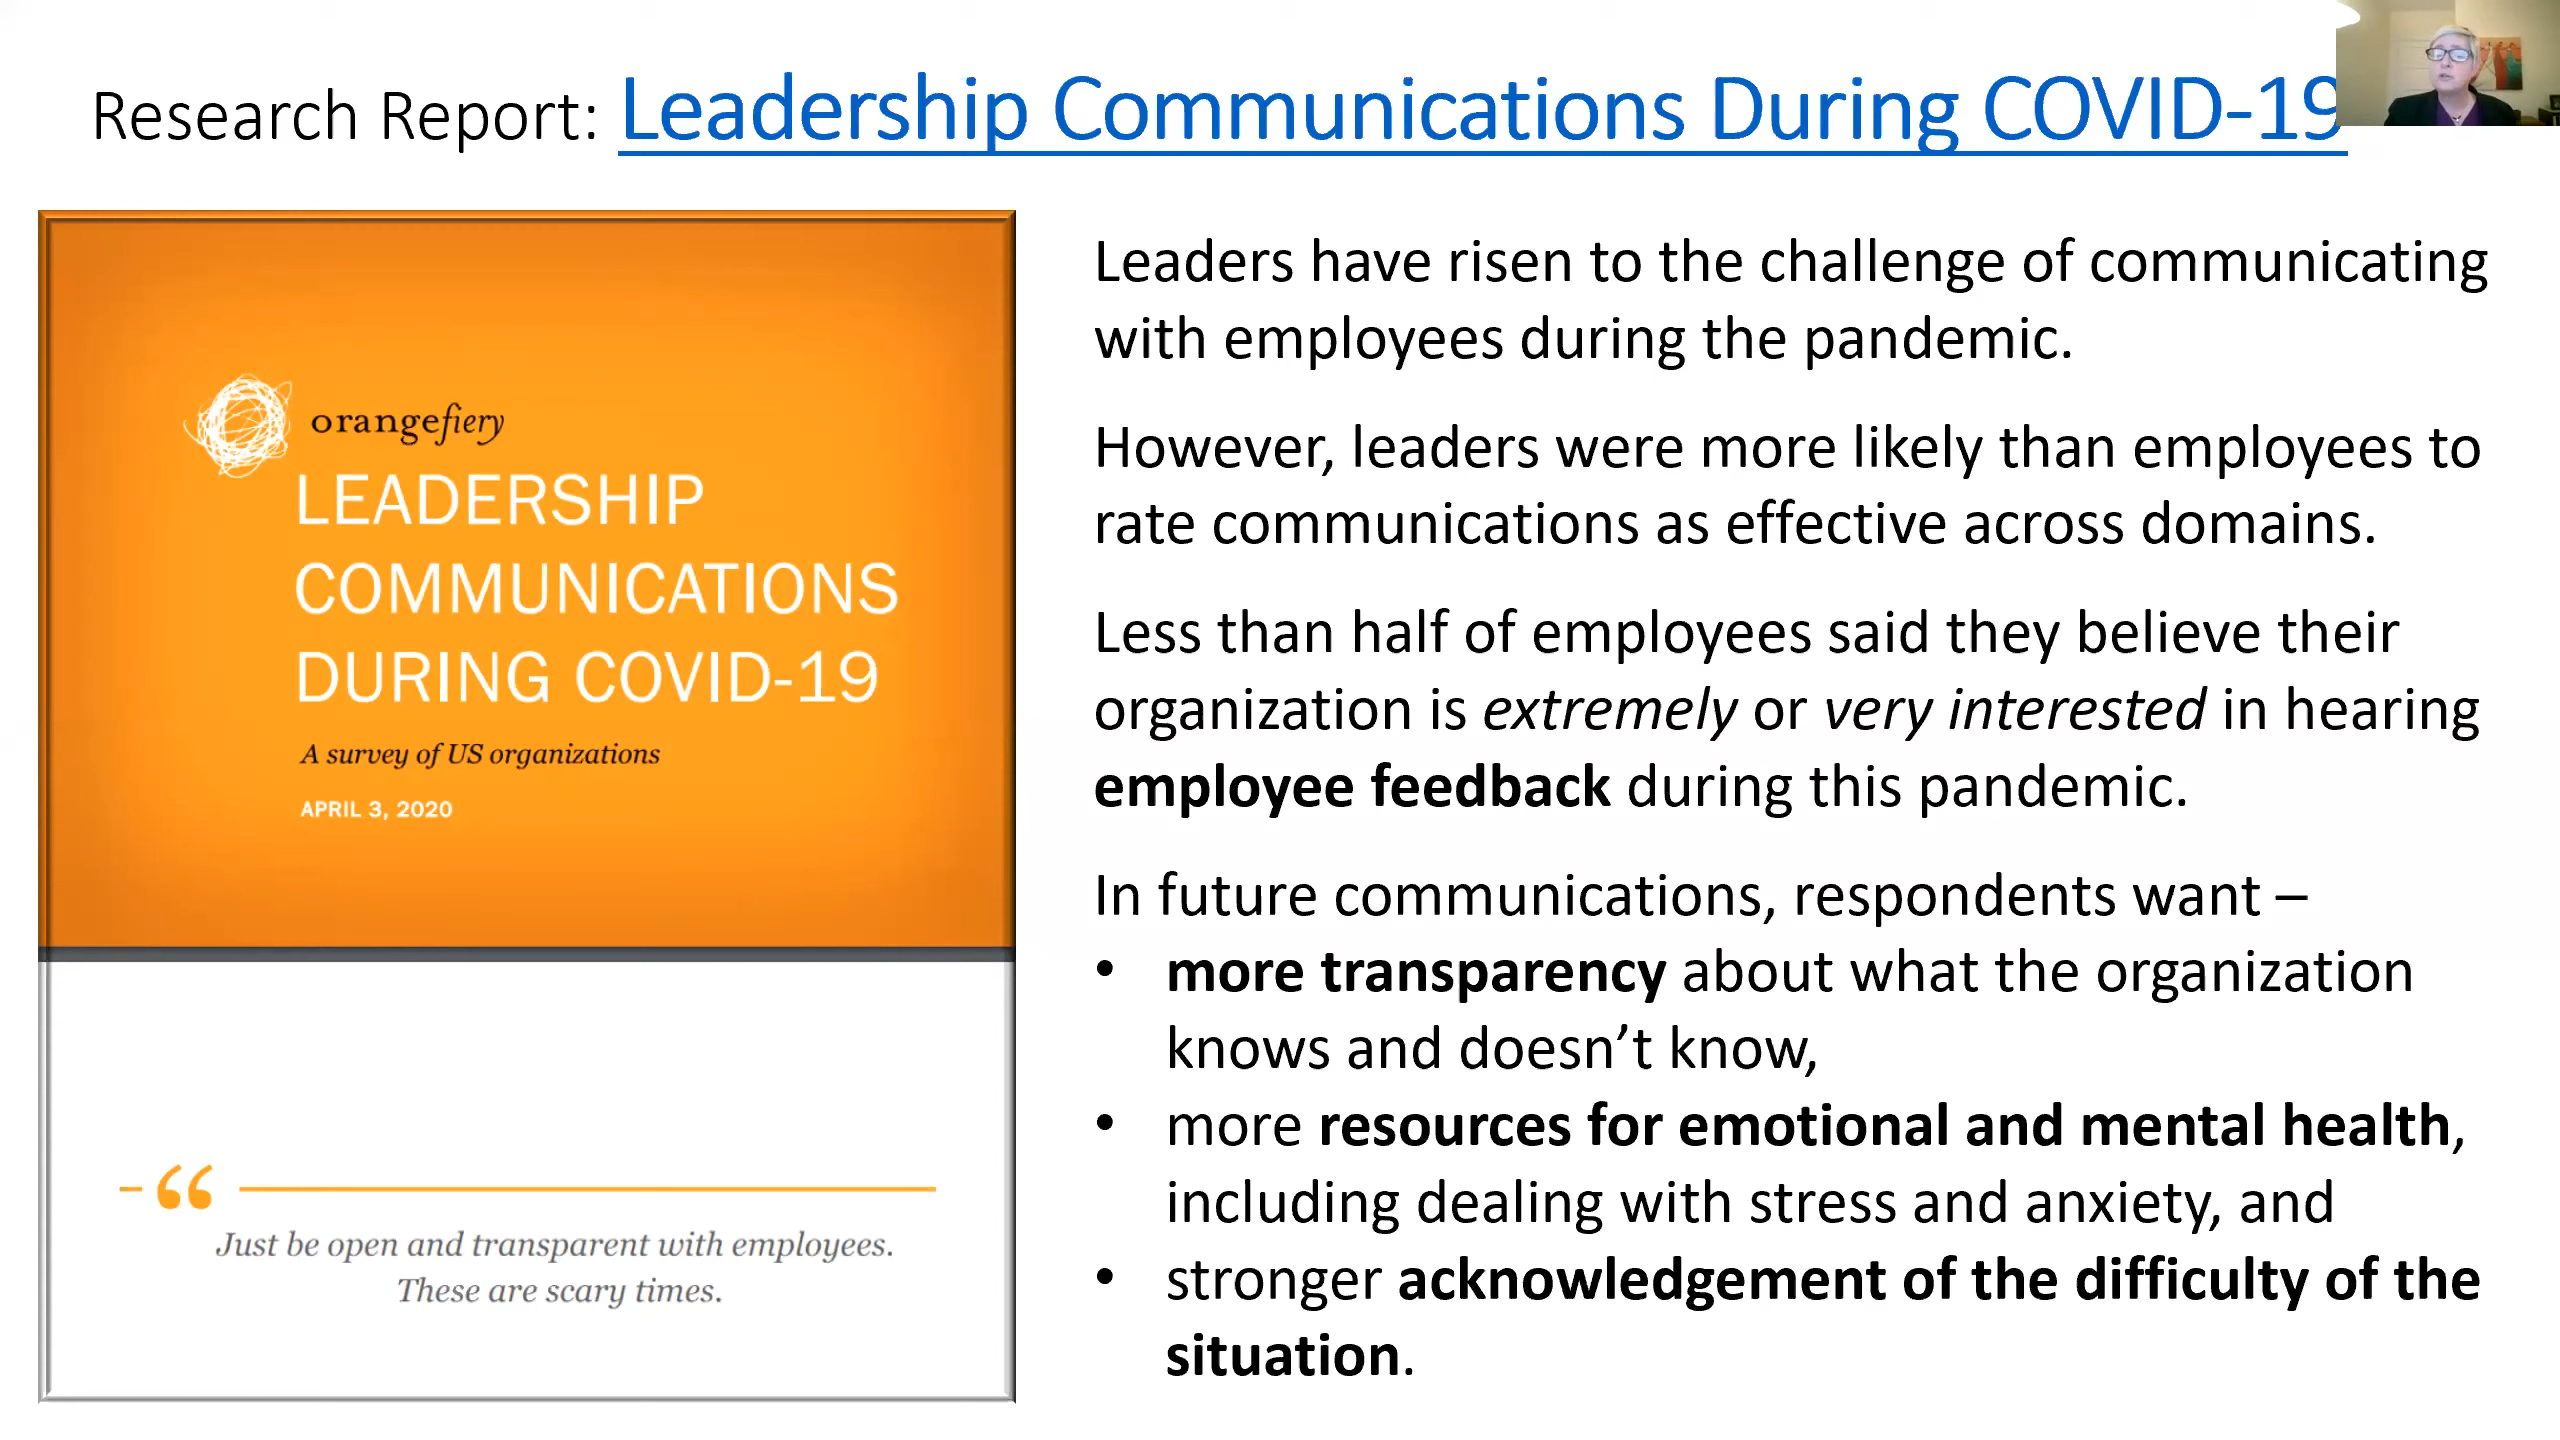 Research Report: Leadership Communications During COVID-19
orangefiery
LEADERSHIP
COMMUNICATIONS
DURING COVID-19
A survey of US organizations
APRIL 3, 2020
“
Just be open and transparent with employees.
These are scary times.
Leaders have risen to the challenge of communicating
with employees during the pandemic.
However, leaders were more likely than employees to
rate communications as effective across domains.
Less than half of employees said they believe their
organization is extremely or very interested in hearing
employee feedback during this pandemic.
In future communications, respondents want –
• more transparency about what the organization
knows and doesn’t know,
• more resources for emotional and mental health,
including dealing with stress and anxiety, and
• stronger acknowledgement of the difficulty of the
situation.